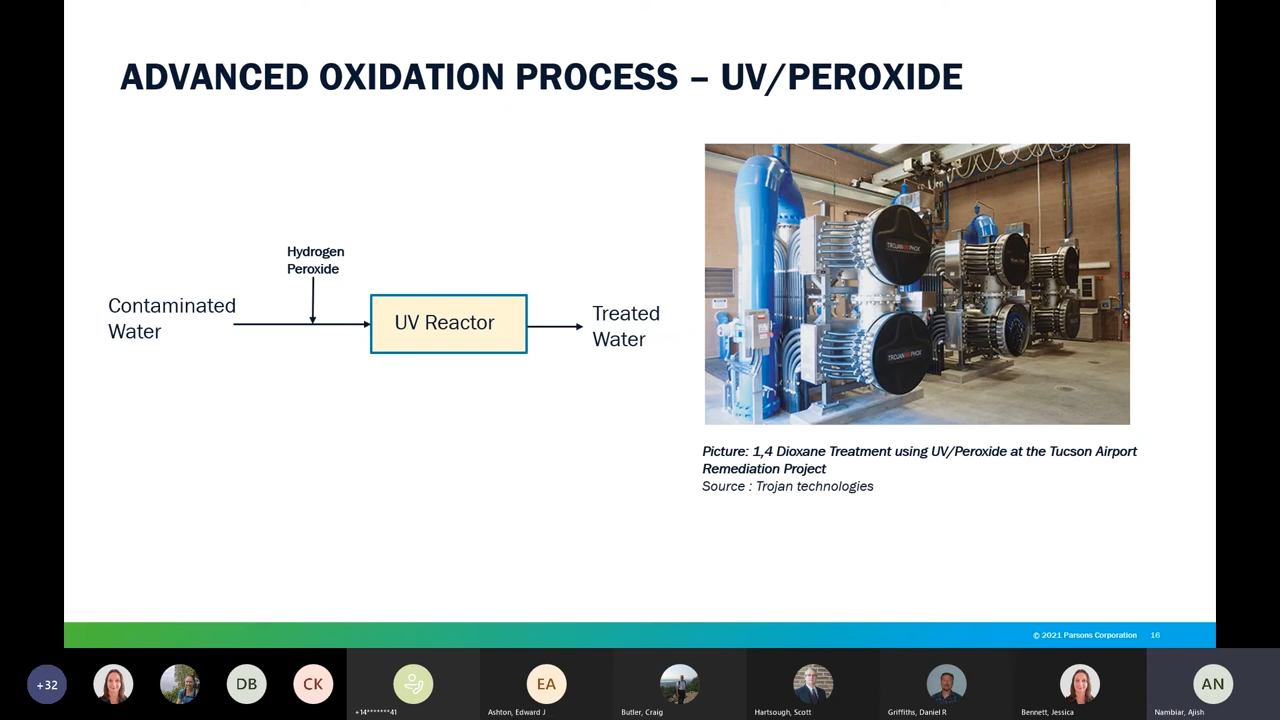 ADVANCED OXIDATION PROCESS – UV/PEROXIDE
Hydrogen
Peroxide
Contaminated
Water
UV Reactor
Treated
Water
Picture: 1,4 Dioxane Treatment using UV/Peroxide at the Tucson Airport
Remediation Project
Source : Trojan technologies
© 2021 Parsons Corporation 16
+32
DB
CK
EA
AN
+14*******41
Ashton, Edward J
Butler, Craig
Hartsough, Scott
Griffiths, Daniel R
Bennett, Jessica
Nambiar, Ajish